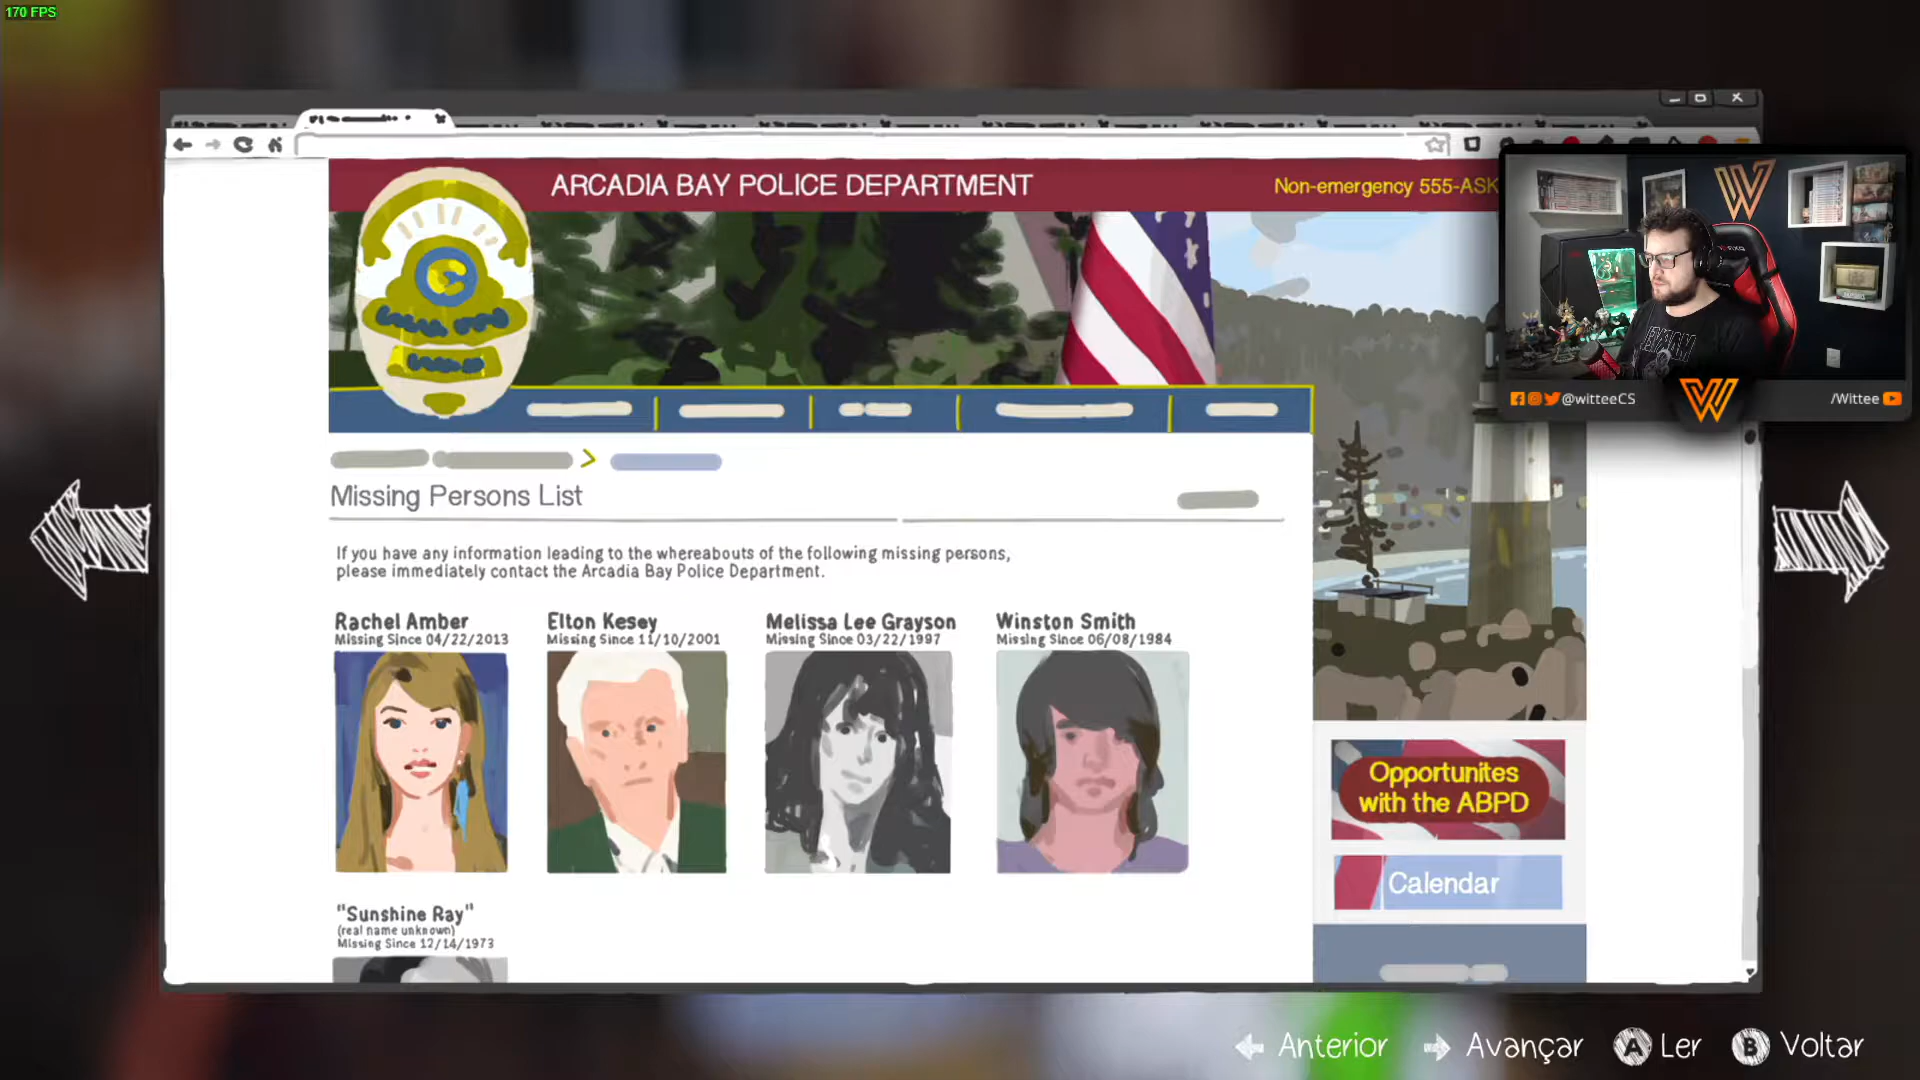 170 FPS
ARCADIA BAY POLICE DEPARTMENT
Non-emergency 555-ASK
@witteeCS
/Wittee
Missing Persons List
If you have any information leading to the whereabouts of the following missing persons,
please immediately contact the Arcadia Bay Police Department.
Rachel Amber
Missing Since 04/22/2013
Elton Kesey
Missing Since 11/10/2001
Melissa Lee Grayson
Missing Since 03/22/1997
Winston Smith
Missing Since 06/08/1984
"Sunshine Ray"
(real name unknown)
Missing Since 12/14/1973
Opportunites
with the ABPD
Calendar
Anterior
Avançar
A Ler
B Voltar